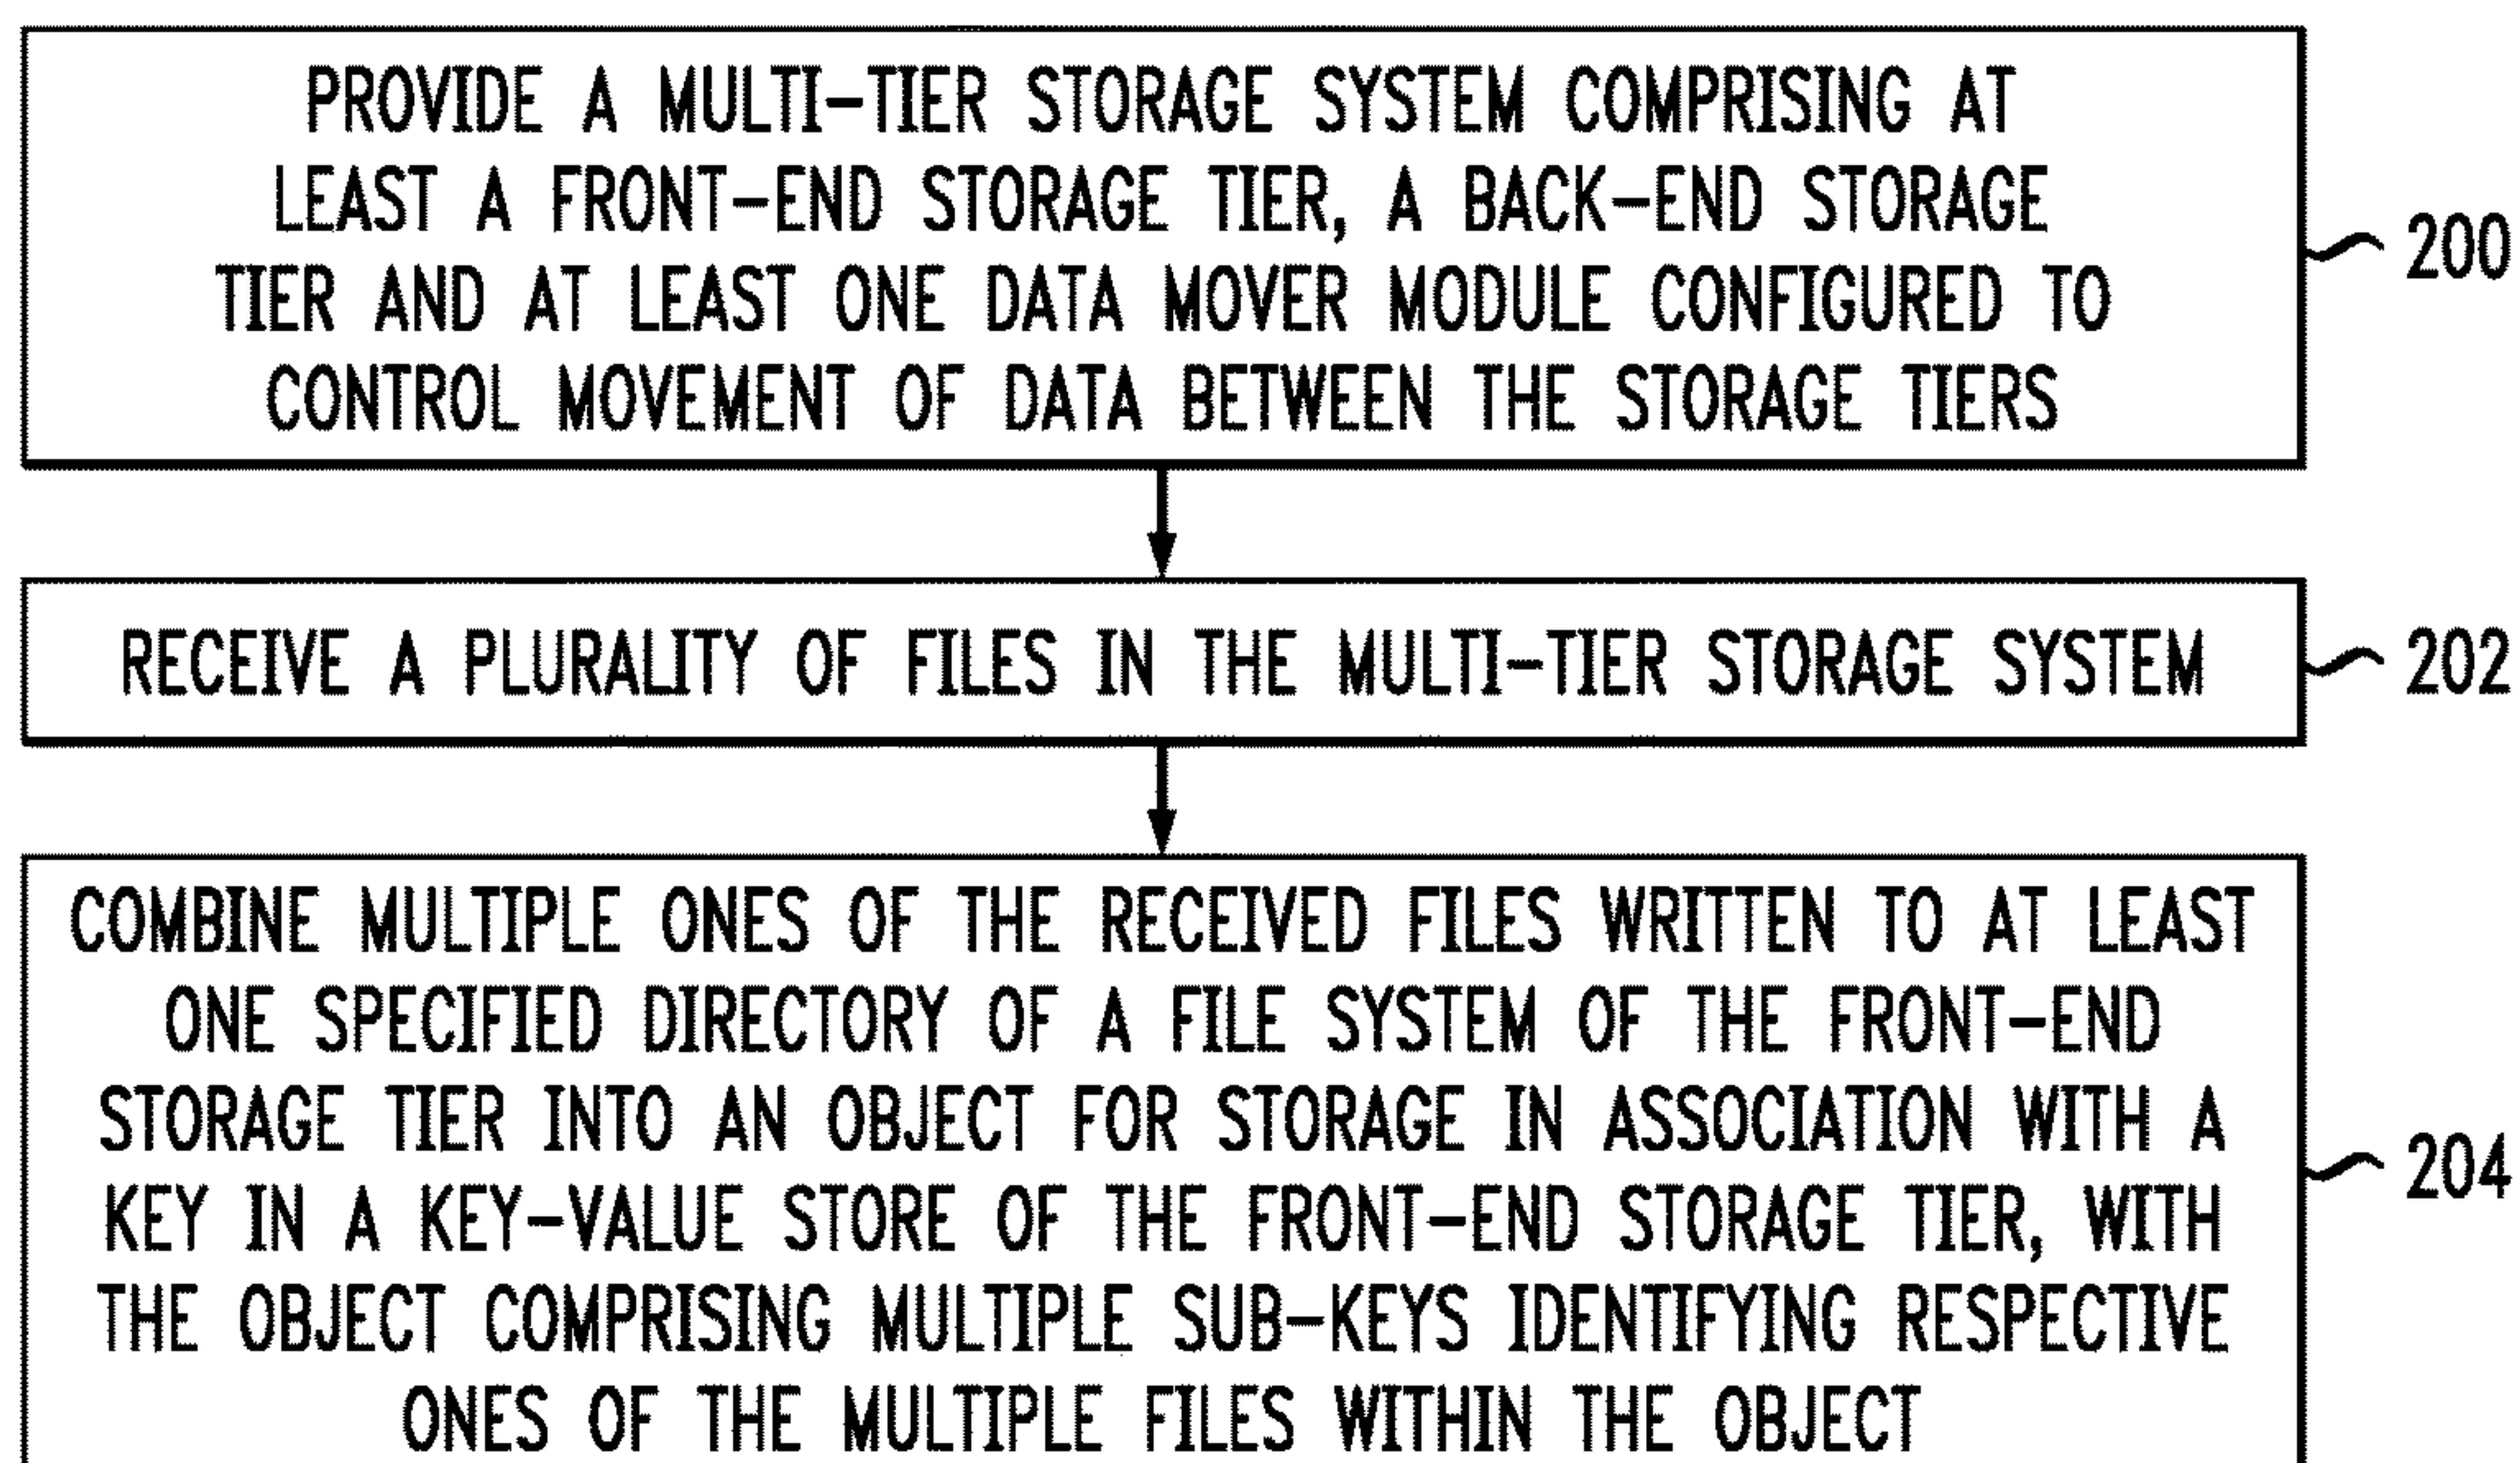 PROVIDE A MULTI-TIER STORAGE SYSTEM COMPRISING AT
LEAST A FRONT-END STORAGE TIER, A BACK-END STORAGE
TIER AND AT LEAST ONE DATA MOVER MODULE CONFIGURED TO
CONTROL MOVEMENT OF DATA BETWEEN THE STORAGE TIERS
200
RECEIVE A PLURALITY OF FILES IN THE MULTI-TIER STORAGE SYSTEM
202
COMBINE MULTIPLE ONES OF THE RECEIVED FILES WRITTEN TO AT LEAST
ONE SPECIFIED DIRECTORY OF A FILE SYSTEM OF THE FRONT-END
STORAGE TIER INTO AN OBJECT FOR STORAGE IN ASSOCIATION WITH A
KEY IN A KEY-VALUE STORE OF THE FRONT-END STORAGE TIER, WITH
THE OBJECT COMPRISING MULTIPLE SUB-KEYS IDENTIFYING RESPECTIVE
ONES OF THE MULTIPLE FILES WITHIN THE OBJECT
204